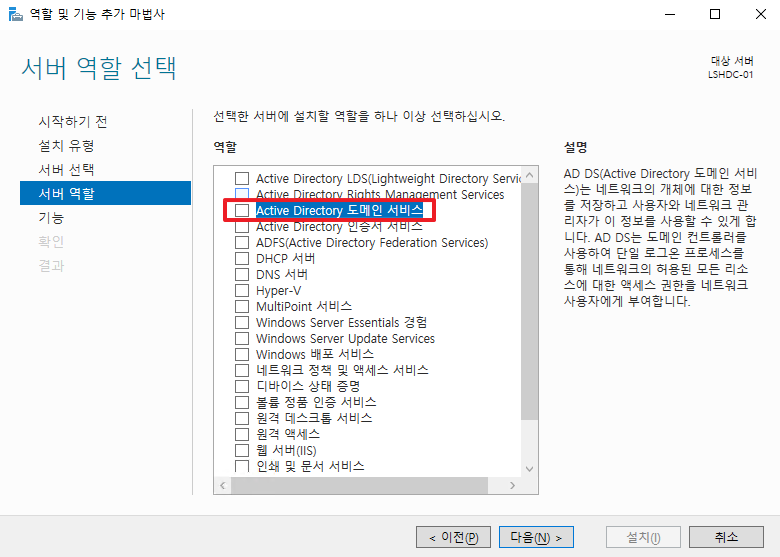 역할 및 기능 추가 마법사
서버 역할 선택
대상 서버
LSHDC-01
시작하기 전
설치 유형
서버 선택
서버 역할
기능
확인
결과
선택한 서버에 설치할 역할을 하나 이상 선택하십시오.
역할
Active Directory LDS(Lightweight Directory Servic
Active Directory Rights Management Services
Active Directory 도메인 서비스
Active Directory 인증서 서비스
ADFS(Active Directory Federation Services)
DHCP 서버
DNS 서버
Hyper-V
MultiPoint 서비스
Windows Server Essentials 경험
Windows Server Update Services
Windows 배포 서비스
네트워크 정책 및 액세스 서비스
디바이스 상태 증명
볼륨 정품 인증 서비스
원격 데스크톱 서비스
원격 액세스
웹 서버(IIS)
인쇄 및 문서 서비스
설명
AD DS(Active Directory 도메인 서비
스)는 네트워크의 개체에 대한 정보
를 저장하고 사용자와 네트워크 관
리자가 이 정보를 사용할 수 있게 합
니다. AD DS는 도메인 컨트롤러를
사용하여 단일 로그온 프로세스를
통해 네트워크의 허용된 모든 리소
스에 대한 액세스 권한을 네트워크
사용자에게 부여합니다.
< 이전(P)
다음(N) >
설치(I)
취소